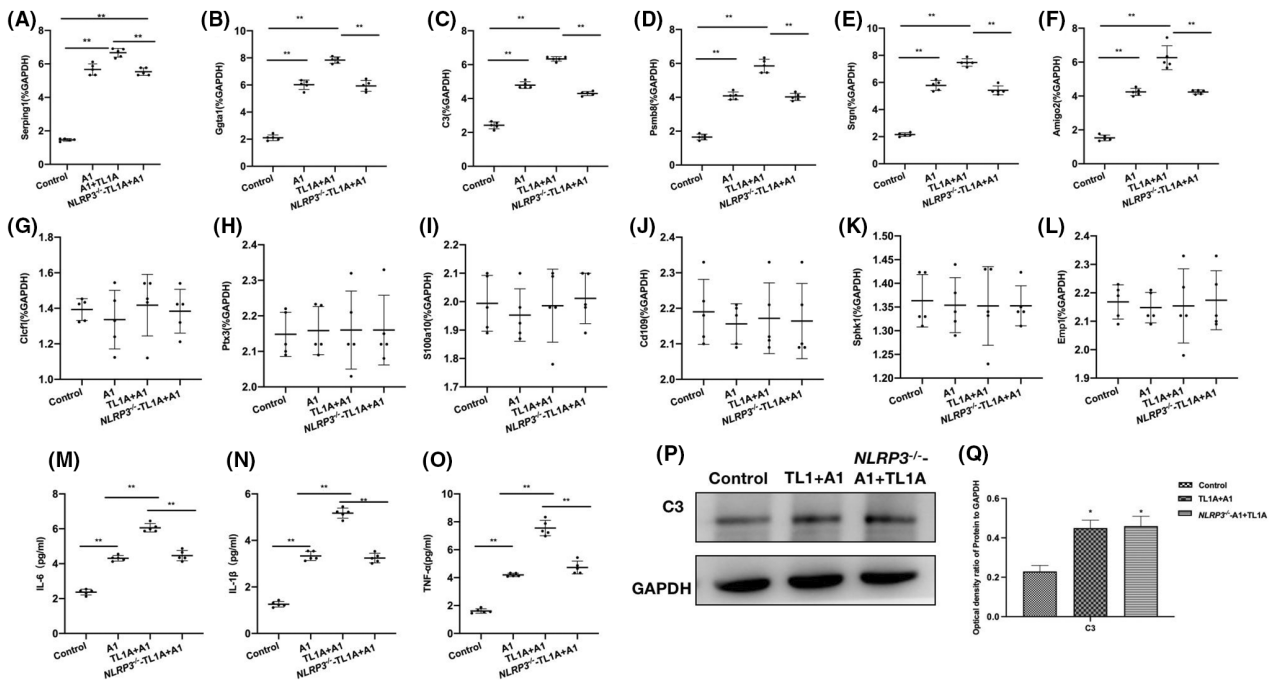 (A)
Serping1(%GAPDH)
**
**
**
8
6
4
2
0
Control
A1
A1+TL1A
NLRP3-/--TL1A+A1
(B)
Ggta1(%GAPDH)
**
**
**
10
8
6
4
2
0
Control
A1
TL1A+A1
NLRP3-/--TL1A+A1
(C)
C3(%GAPDH)
**
**
**
8
6
4
2
0
Control
A1
TL1A+A1
NLRP3-/--TL1A+A1
(D)
Psmb8(%GAPDH)
**
**
**
8
6
4
2
0
Control
A1
TL1A+A1
NLRP3-/--TL1A+A1
(E)
Srgn(%GAPDH)
**
**
**
10
8
6
4
2
0
Control
A1
TL1A+A1
NLRP3-/--TL1A+A1
(F)
Amigo2(%GAPDH)
**
**
**
8
6
4
2
0
Control
A1
TL1A+A1
NLRP3-/--TL1A+A1
(G)
Clcf1(%GAPDH)
1.8
1.6
1.4
1.2
1.0
Control
A1
TL1A+A1
NLRP3-/--TL1A+A1
(H)
Ptx3(%GAPDH)
2.4
2.3
2.2
2.1
2.0
Control
A1
TL1A+A1
NLRP3-/--TL1A+A1
(I)
S100a10(%GAPDH)
2.2
2.1
2.0
1.9
1.8
1.7
Control
A1
TL1A+A1
NLRP3-/--TL1A+A1
(J)
Cd109(%GAPDH)
2.4
2.3
2.2
2.1
2.0
Control
A1
TL1A+A1
NLRP3-/--TL1A+A1
(K)
Sphk1(%GAPDH)
1.50
1.45
1.40
1.35
1.30
1.25
1.20
Control
A1
TL1A+A1
NLRP3-/--TL1A+A1
(L)
Emp1(%GAPDH)
2.4
2.3
2.2
2.1
2.0
1.9
Control
A1
TL1A+A1
NLRP3-/--TL1A+A1
(M)
IL-6 (pg/ml)
**
**
**
8
6
4
2
0
Control
A1
TL1A+A1
NLRP3-/--TL1A+A1
(N)
IL-1β (pg/ml)
**
**
**
6
4
2
0
Control
A1
TL1A+A1
NLRP3-/--TL1A+A1
(O)
TNF-α(pg/ml)
**
**
**
10
8
6
4
2
0
Control
A1
TL1A+A1
NLRP3-/--TL1A+A1
(P)
Control
TL1+A1
NLRP3-/--
A1+TL1A
C3
GAPDH
(Q)
Optical density ratio of Protein to GAPDH
0.6
0.4
0.2
0.0
*
*
C3
Control
TL1A+A1
NLRP3-/--A1+TL1A